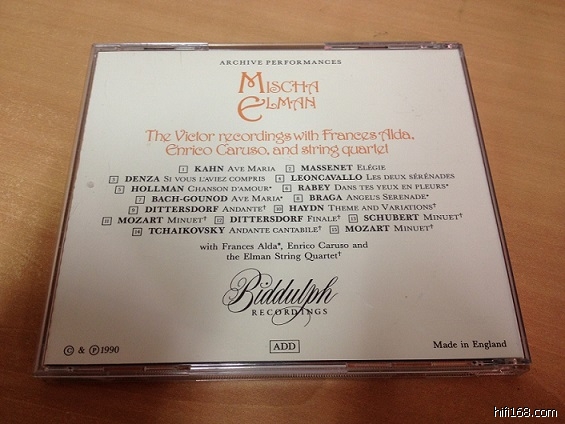 ARCHIVE PERFORMANCES
MISCHA
ELMAN
The Victor recordings with Frances Alda,
Enrico Caruso, and string quartet
1 KAHN AVE MARIA 2 MASSENET ELÉGIE
3 DENZA SI VOUS L'AVIEZ COMPRIS 4 LEONCAVALLO LES DEUX SÉRÉNADES
5 HOLLMAN CHANSON D'AMOUR* 6 RABEY DANS TES YEUX EN PLEURS*
7 BACH-GOUNOD AVE MARIA* 8 BRAGA ANGEL'S SERENADE*
9 DITTERSDORF ANDANTE† 10 HAYDN THEME AND VARIATIONS†
11 MOZART MINUET† 12 DITTERSDORF FINALE† 13 SCHUBERT MINUET†
14 TCHAIKOVSKY ANDANTE CANTABILE† 15 MOZART MINUET†
with Frances Alda*, Enrico Caruso and
the Elman String Quartet†
Biddulph
RECORDINGS
© & ℗ 1990
ADD
Made in England
hifi168.com